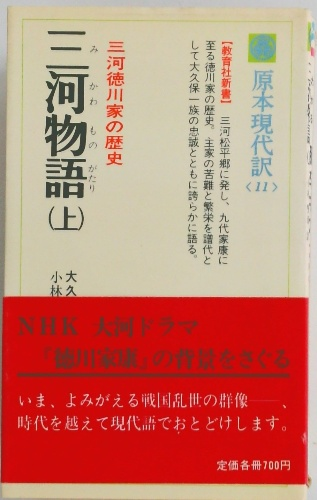 原本現代訳
〈11〉
【教育社新書】 三河松平郷に発し、九代家康に
至る徳川家の歴史。主家の苦難と繁栄を譜代と
して大久保一族の忠誠とともに誇らかに語る。
三河徳川家の歴史
みかわものがたり
三河物語(上)
大久
小林
NHK 大河ドラマ
「徳川家康」の背景をさぐる
いま、よみがえる戦国乱世の群像──、
時代を越えて現代語でおとどけします。
定価各冊700円